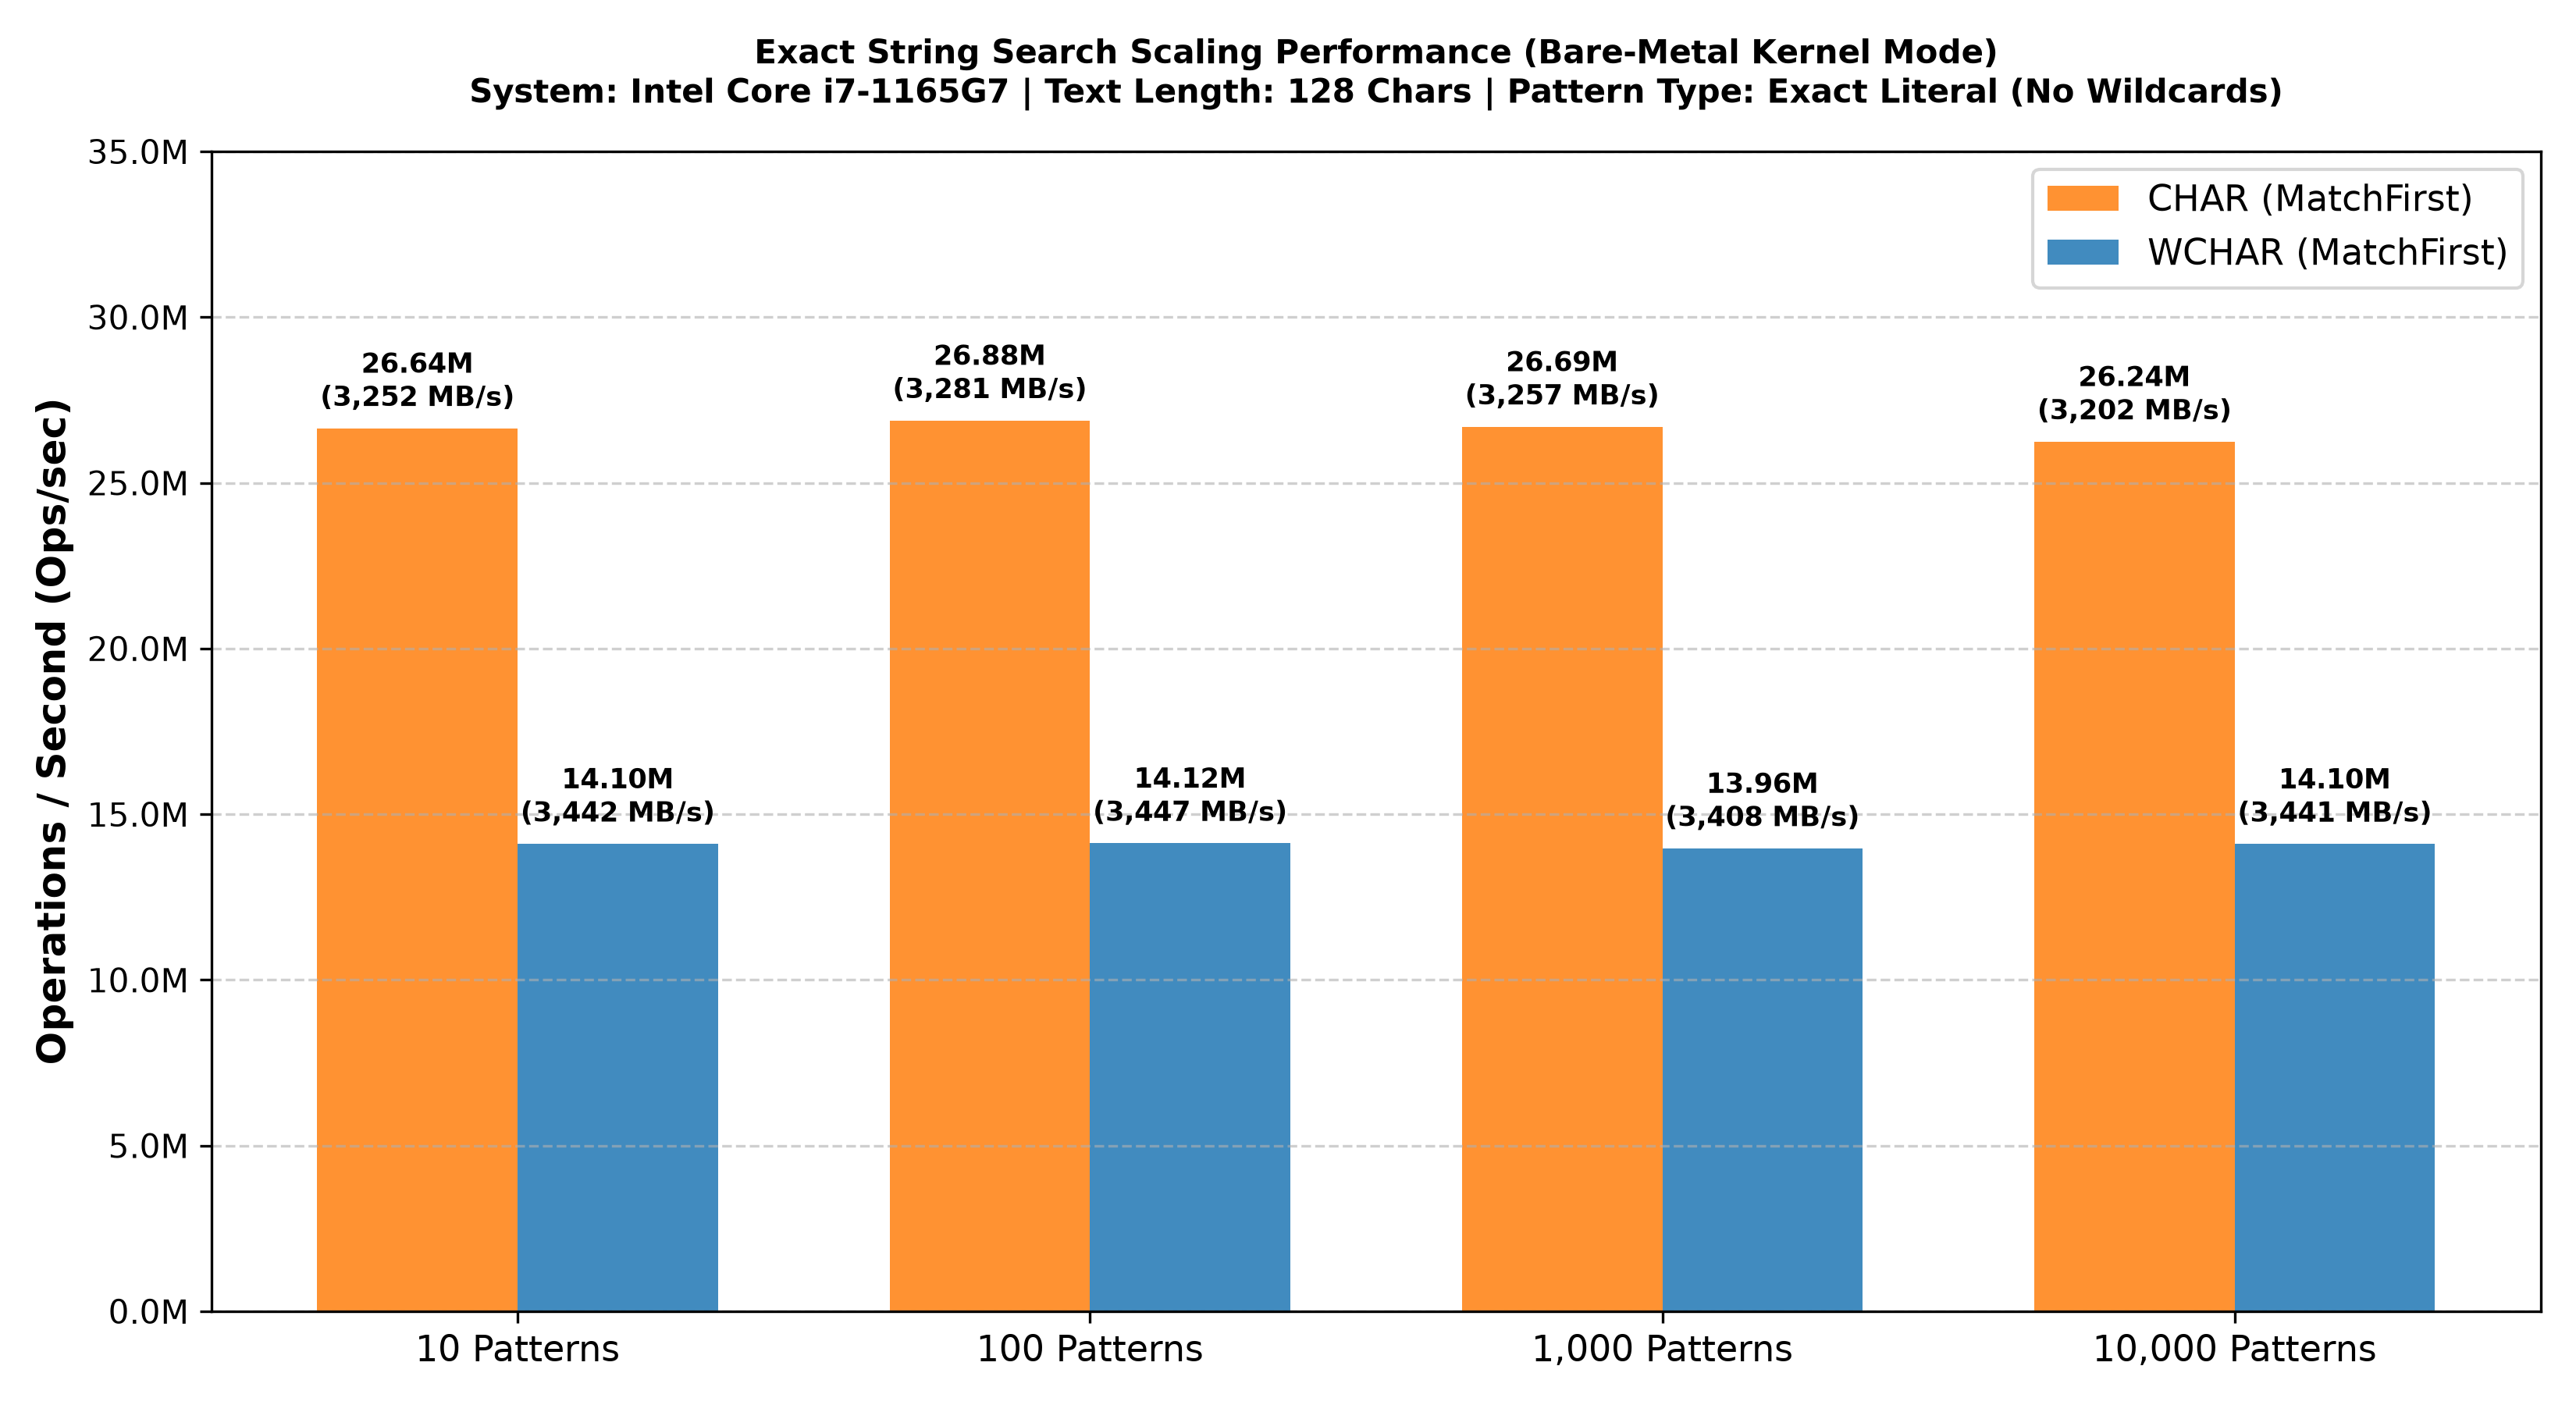 Exact String Search Scaling Performance (Bare-Metal Kernel Mode)
System: Intel Core i7-1165G7 | Text Length: 128 Chars | Pattern Type: Exact Literal (No Wildcards)
Operations / Second (Ops/sec)
35.0M
30.0M
25.0M
20.0M
15.0M
10.0M
5.0M
0.0M
CHAR (MatchFirst)
WCHAR (MatchFirst)
26.64M
(3,252 MB/s)
14.10M
(3,442 MB/s)
26.88M
(3,281 MB/s)
14.12M
(3,447 MB/s)
26.69M
(3,257 MB/s)
13.96M
(3,408 MB/s)
26.24M
(3,202 MB/s)
14.10M
(3,441 MB/s)
10 Patterns
100 Patterns
1,000 Patterns
10,000 Patterns